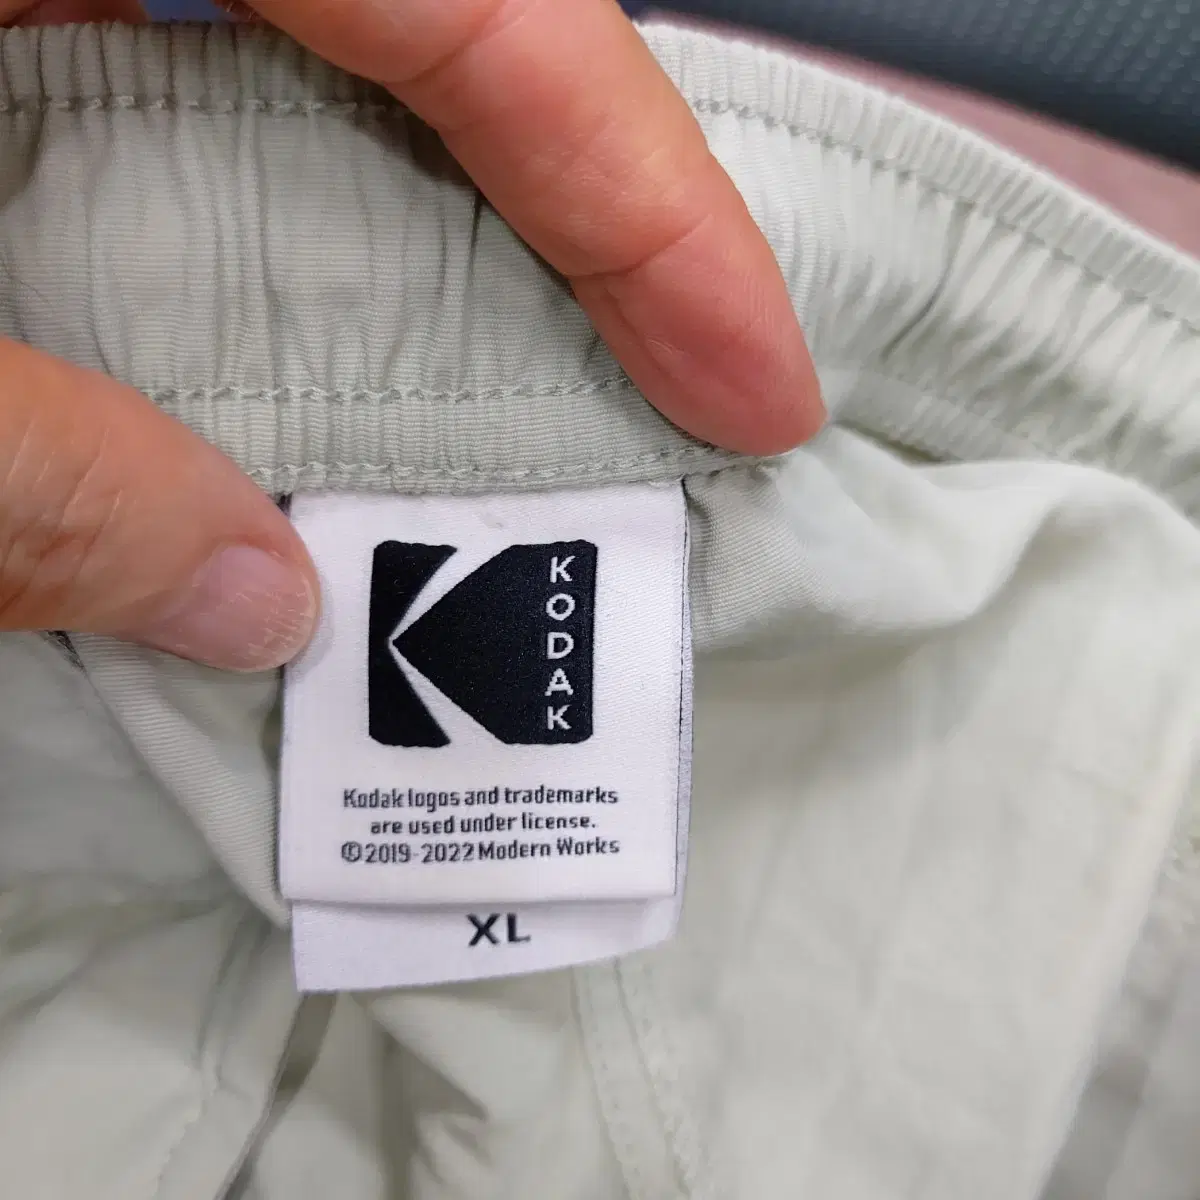 KODAK
Kodak logos and trademarks
are used under license.
©2019-2022 Modern Works
XL